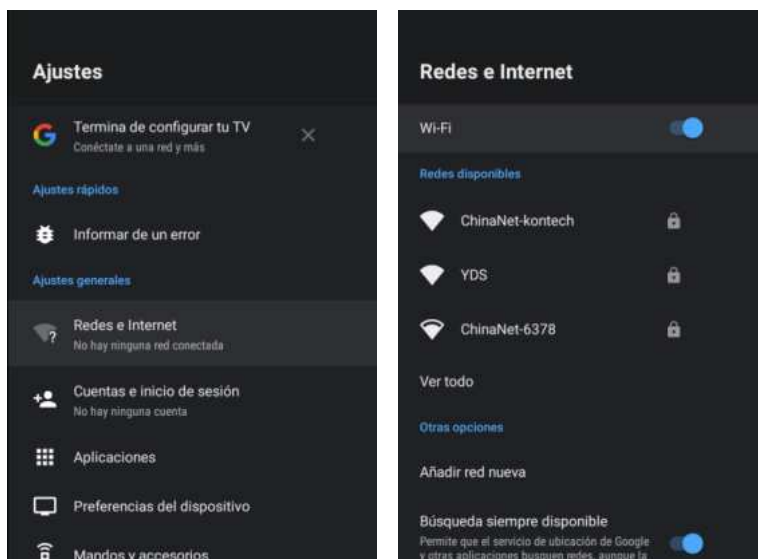 Ajustes
Termina de configurar tu TV
Conéctate a una red y más
Ajustes rápidos
Informar de un error
Ajustes generales
Redes e Internet
No hay ninguna red conectada
Cuentas e inicio de sesión
No hay ninguna cuenta
Aplicaciones
Preferencias del dispositivo
Mandos y accesorios
Redes e Internet
Wi-Fi
Redes disponibles
ChinaNet-kontech
YDS
ChinaNet-6378
Ver todo
Otras opciones
Añadir red nueva
Búsqueda siempre disponible
Permite que el servicio de ubicación de Google
y otras aplicaciones busquen redes, aunque la